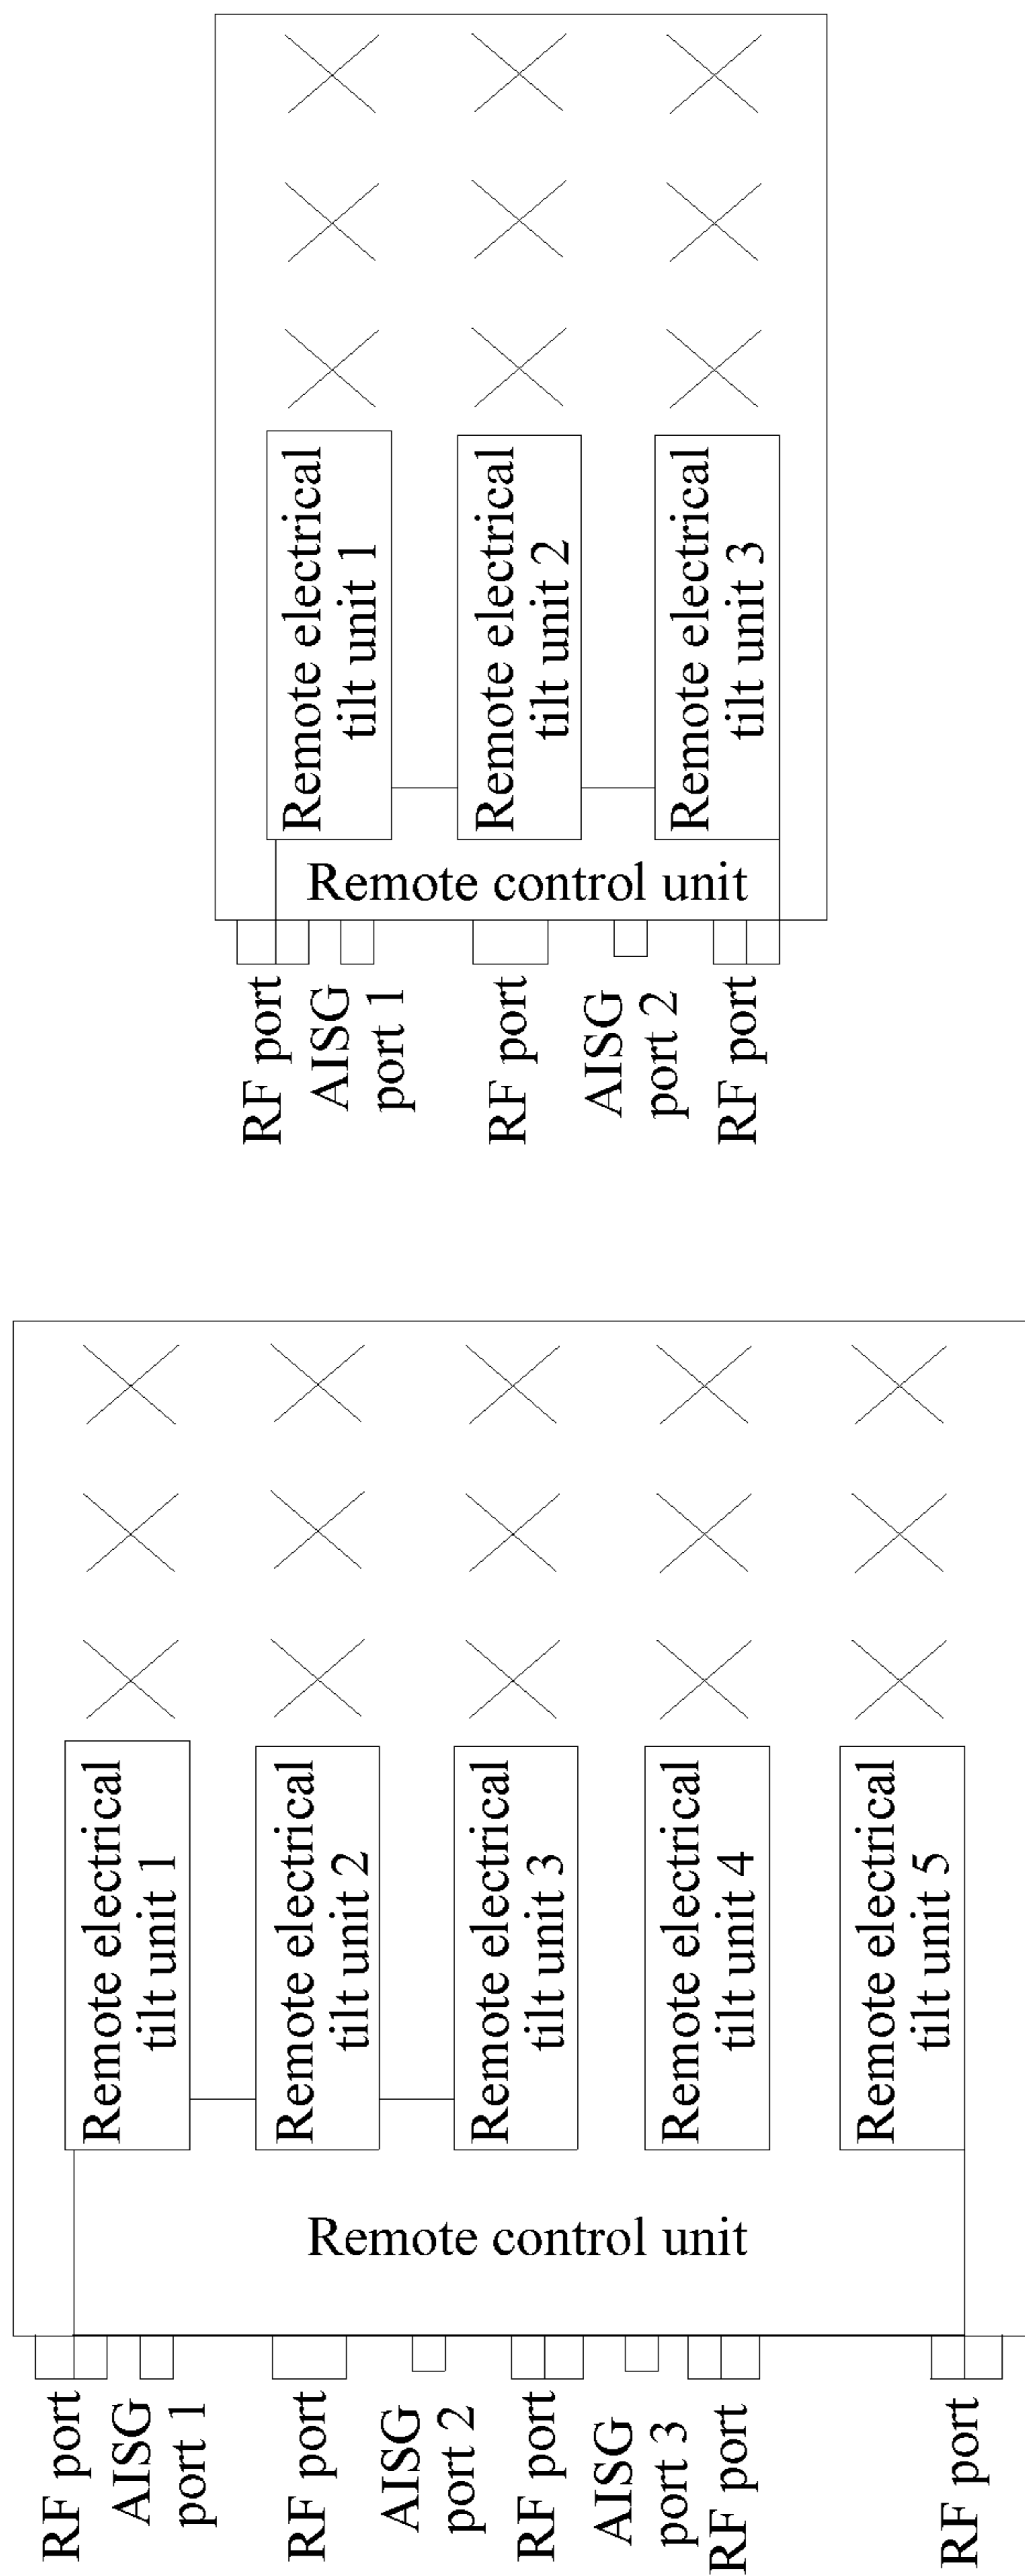 Remote electrical
tilt unit 1
Remote electrical
tilt unit 2
Remote electrical
tilt unit 3
Remote control unit
RF port
AISG
port 1
RF port
AISG
port 2
RF port
Remote electrical
tilt unit 1
Remote electrical
tilt unit 2
Remote electrical
tilt unit 3
Remote electrical
tilt unit 4
Remote electrical
tilt unit 5
Remote control unit
RF port
AISG
port 1
RF port
AISG
port 2
RF port
AISG
port 3
RF port
RF port